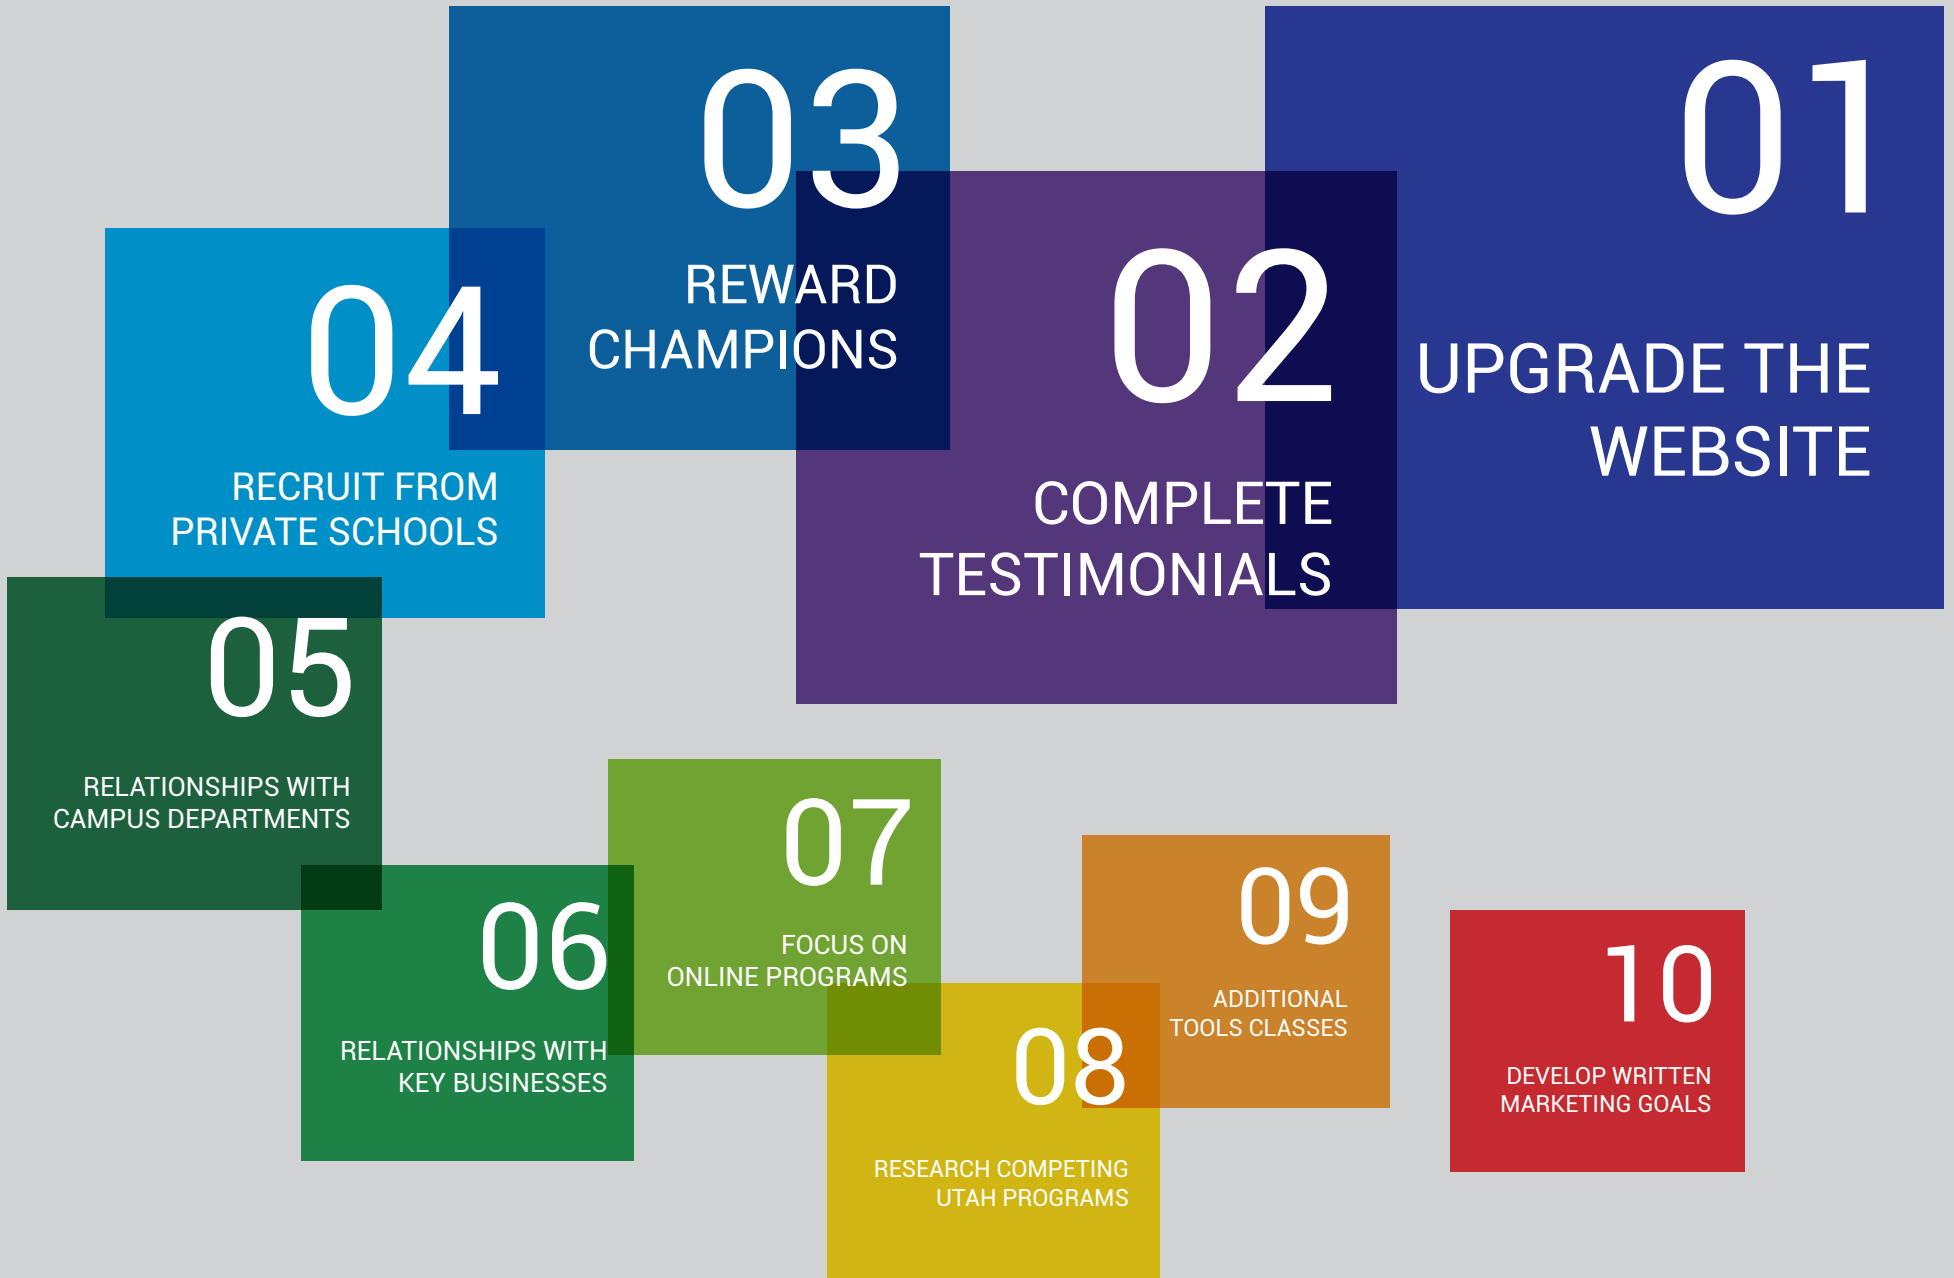 01
UPGRADE THE
WEBSITE
02
COMPLETE
TESTIMONIALS
03
REWARD
CHAMPIONS
04
RECRUIT FROM
PRIVATE SCHOOLS
05
RELATIONSHIPS WITH
CAMPUS DEPARTMENTS
06
RELATIONSHIPS WITH
KEY BUSINESSES
07
FOCUS ON
ONLINE PROGRAMS
08
RESEARCH COMPETING
UTAH PROGRAMS
09
ADDITIONAL
TOOLS CLASSES
10
DEVELOP WRITTEN
MARKETING GOALS